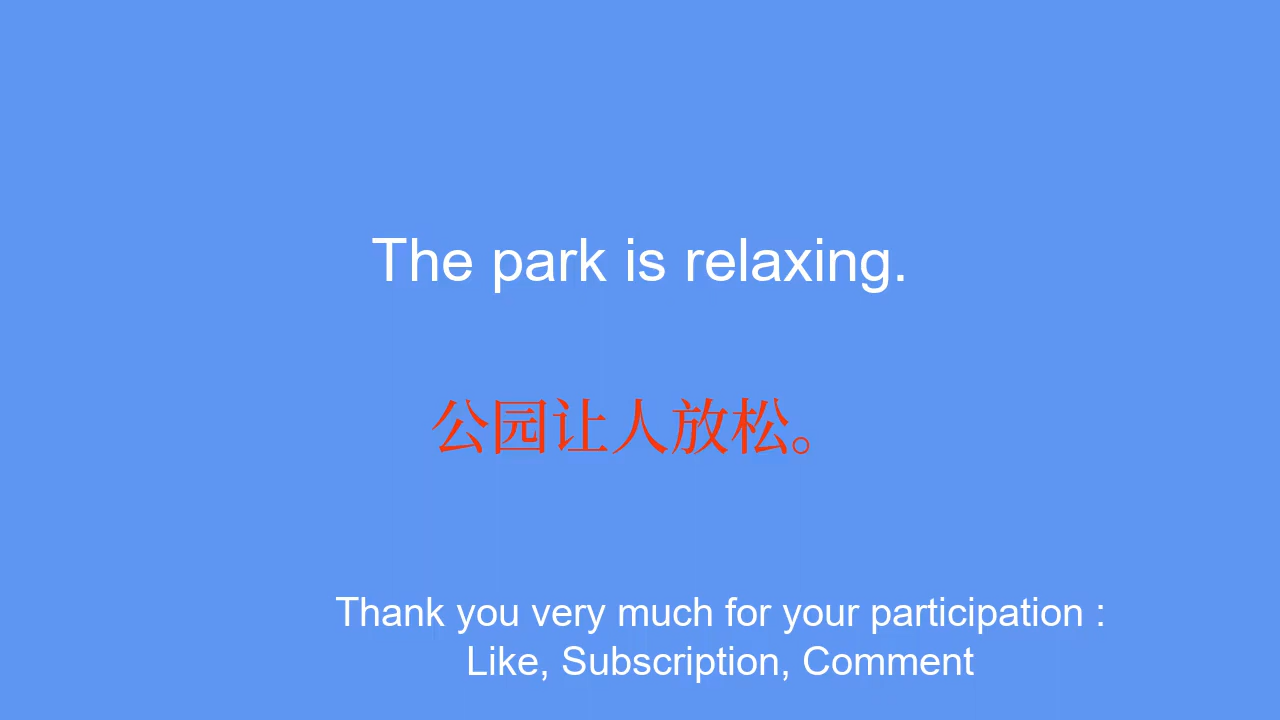 The park is relaxing.
公园让人放松。
Thank you very much for your participation :
Like, Subscription, Comment